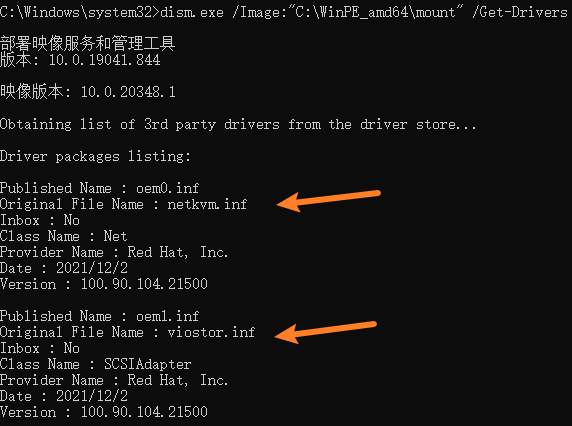 C:\Windows\system32>dism.exe /Image:"C:\WinPE_amd64\mount" /Get-Drivers
部署映像服务和管理工具
版本: 10.0.19041.844
映像版本: 10.0.20348.1
Obtaining list of 3rd party drivers from the driver store...
Driver packages listing:
Published Name : oem0.inf
Original File Name : netkvm.inf
Inbox : No
Class Name : Net
Provider Name : Red Hat, Inc.
Date : 2021/12/2
Version : 100.90.104.21500
Published Name : oem1.inf
Original File Name : viostor.inf
Inbox : No
Class Name : SCSIAdapter
Provider Name : Red Hat, Inc.
Date : 2021/12/2
Version : 100.90.104.21500